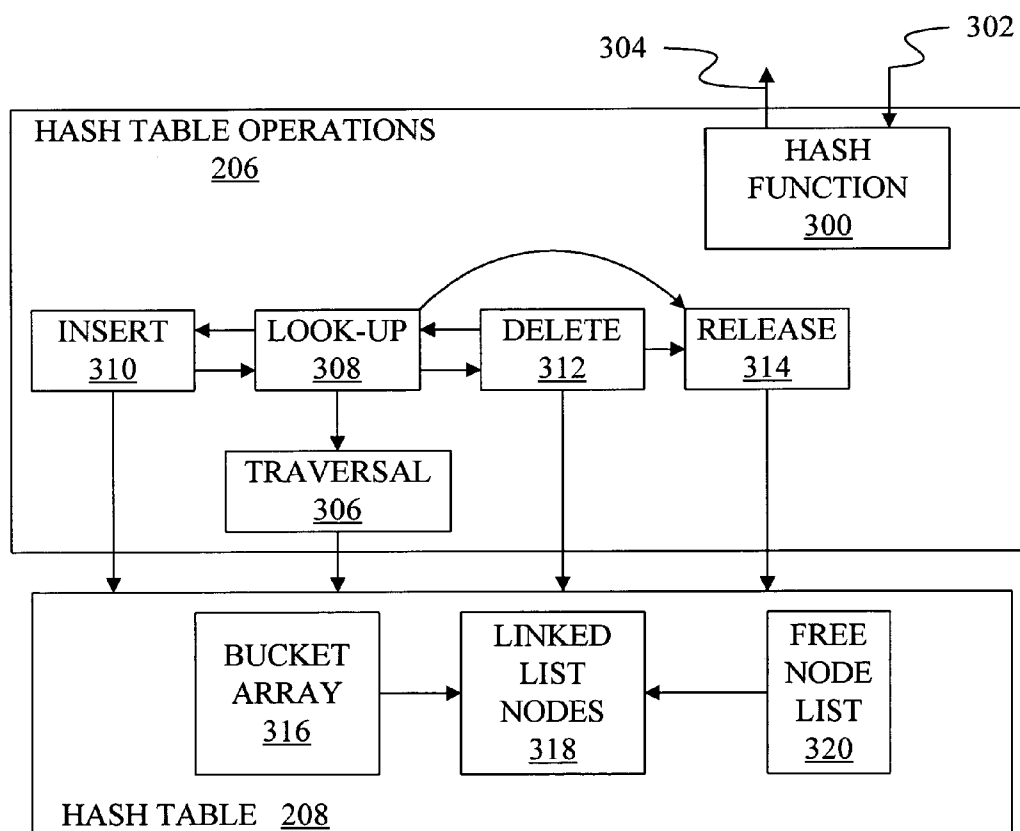 302
304
HASH TABLE OPERATIONS
206
HASH
FUNCTION
300
INSERT
310
LOOK-UP
308
DELETE
312
RELEASE
314
TRAVERSAL
306
BUCKET
ARRAY
316
LINKED
LIST
NODES
318
FREE
NODE
LIST
320
HASH TABLE 208